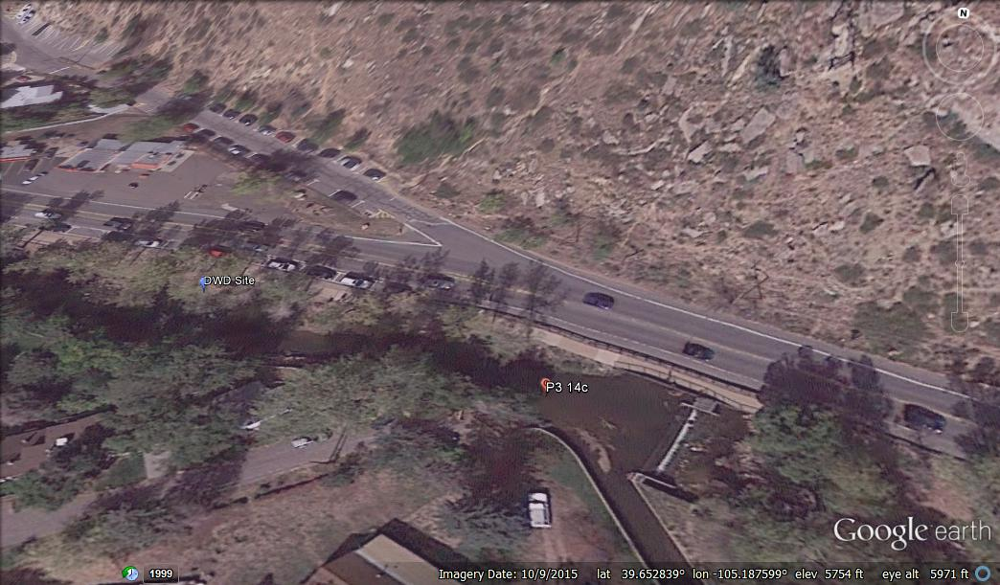 N
DWD Site
P3 14c
Google earth
1999
Imagery Date: 10/9/2015 lat 39.652839° lon -105.187599° elev 5754 ft eye alt 5971 ft